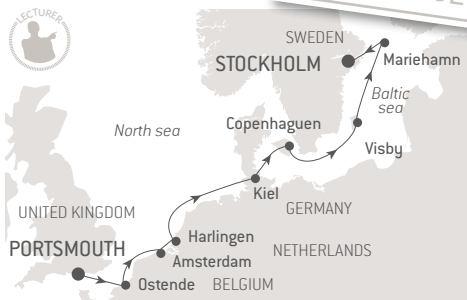 LECTURER
SWEDEN
STOCKHOLM
Mariehamn
Baltic
sea
North sea
Copenhaguen
Visby
Kiel
UNITED KINGDOM
GERMANY
PORTSMOUTH
Harlingen
NETHERLANDS
Amsterdam
Ostende
BELGIUM